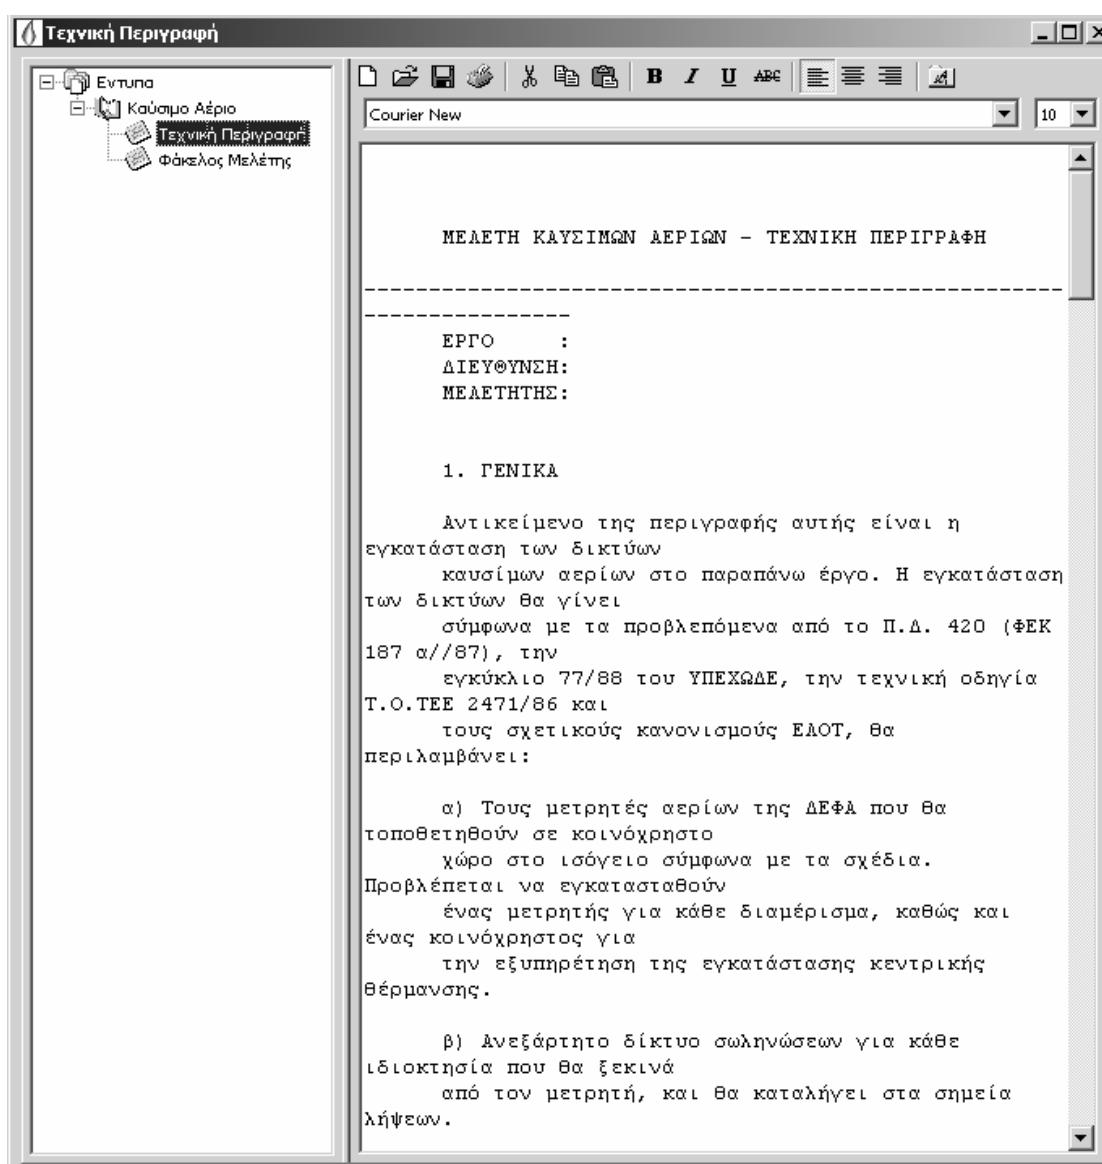 Τεχνική Περιγραφή
Εντυπα
Καύσιμο Αέριο
Τεχνική Περιγραφή
Φάκελος Μελέτης
B I U ABC
Courier New
10
ΜΕΛΕΤΗ ΚΑΥΣΙΜΩΝ ΑΕΡΙΩΝ - ΤΕΧΝΙΚΗ ΠΕΡΙΓΡΑΦΗ
------------------------------------------------------
----------------
ΕΡΓΟ :
ΔΙΕΥΘΥΝΣΗ:
ΜΕΛΕΤΗΤΗΣ:
1. ΓΕΝΙΚΑ
Αντικείμενο της περιγραφής αυτής είναι η
εγκατάσταση των δικτύων
καυσίμων αερίων στο παραπάνω έργο. Η εγκατάσταση
των δικτύων θα γίνει
σύμφωνα με τα προβλεπόμενα από το Π.Δ. 420 (ΦΕΚ
187 α//87), την
εγκύκλιο 77/88 του ΥΠΕΧΩΔΕ, την τεχνική οδηγία
Τ.Ο.ΤΕΕ 2471/86 και
τους σχετικούς κανονισμούς ΕΛΟΤ, θα
περιλαμβάνει:
α) Τους μετρητές αερίων της ΔΕΦΑ που θα
τοποθετηθούν σε κοινόχρηστο
χώρο στο ισόγειο σύμφωνα με τα σχέδια.
Προβλέπεται να εγκατασταθούν
ένας μετρητής για κάθε διαμέρισμα, καθώς και
ένας κοινόχρηστος για
την εξυπηρέτηση της εγκατάστασης κεντρικής
θέρμανσης.
β) Ανεξάρτητο δίκτυο σωληνώσεων για κάθε
ιδιοκτησία που θα ξεκινά
από τον μετρητή, και θα καταλήγει στα σημεία
λήψεων.